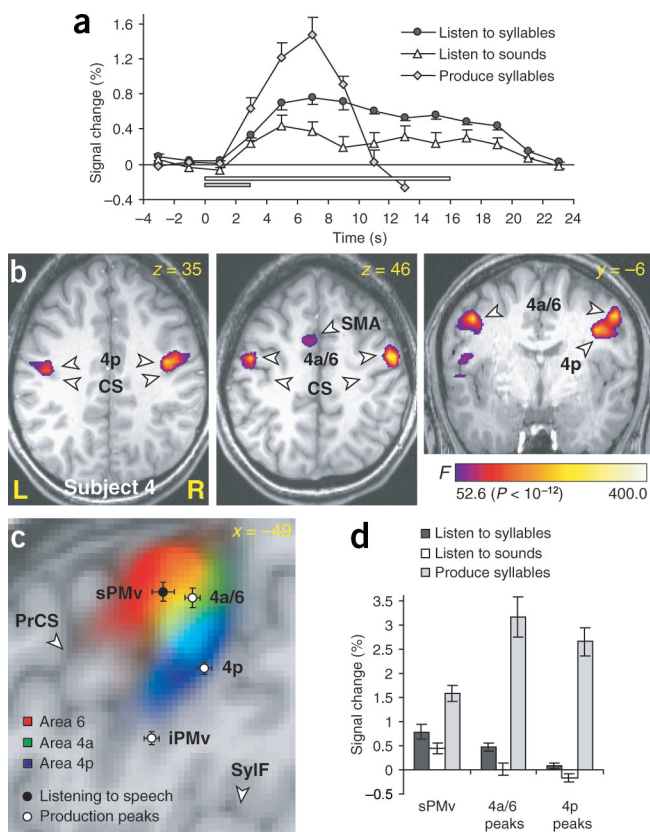 a
1.6
1.2
0.8
0.4
0
−0.4
Signal change (%)
Listen to syllables
Listen to sounds
Produce syllables
−4 −2 0 2 4 6 8 10 12 14 16 18 20 22 24
Time (s)
b
z = 35
4p
CS
Subject 4
L
R
z = 46
SMA
4a/6
CS
y = −6
4a/6
4p
F
52.6 (P < 10−12)
400.0
c
x = −49
sPMv
4a/6
PrCS
4p
iPMv
SylF
Area 6
Area 4a
Area 4p
Listening to speech
Production peaks
d
Listen to syllables
Listen to sounds
Produce syllables
3.5
3
2.5
2
1.5
1
0.5
0
−0.5
Signal change (%)
sPMv 4a/6 4p
peaks peaks